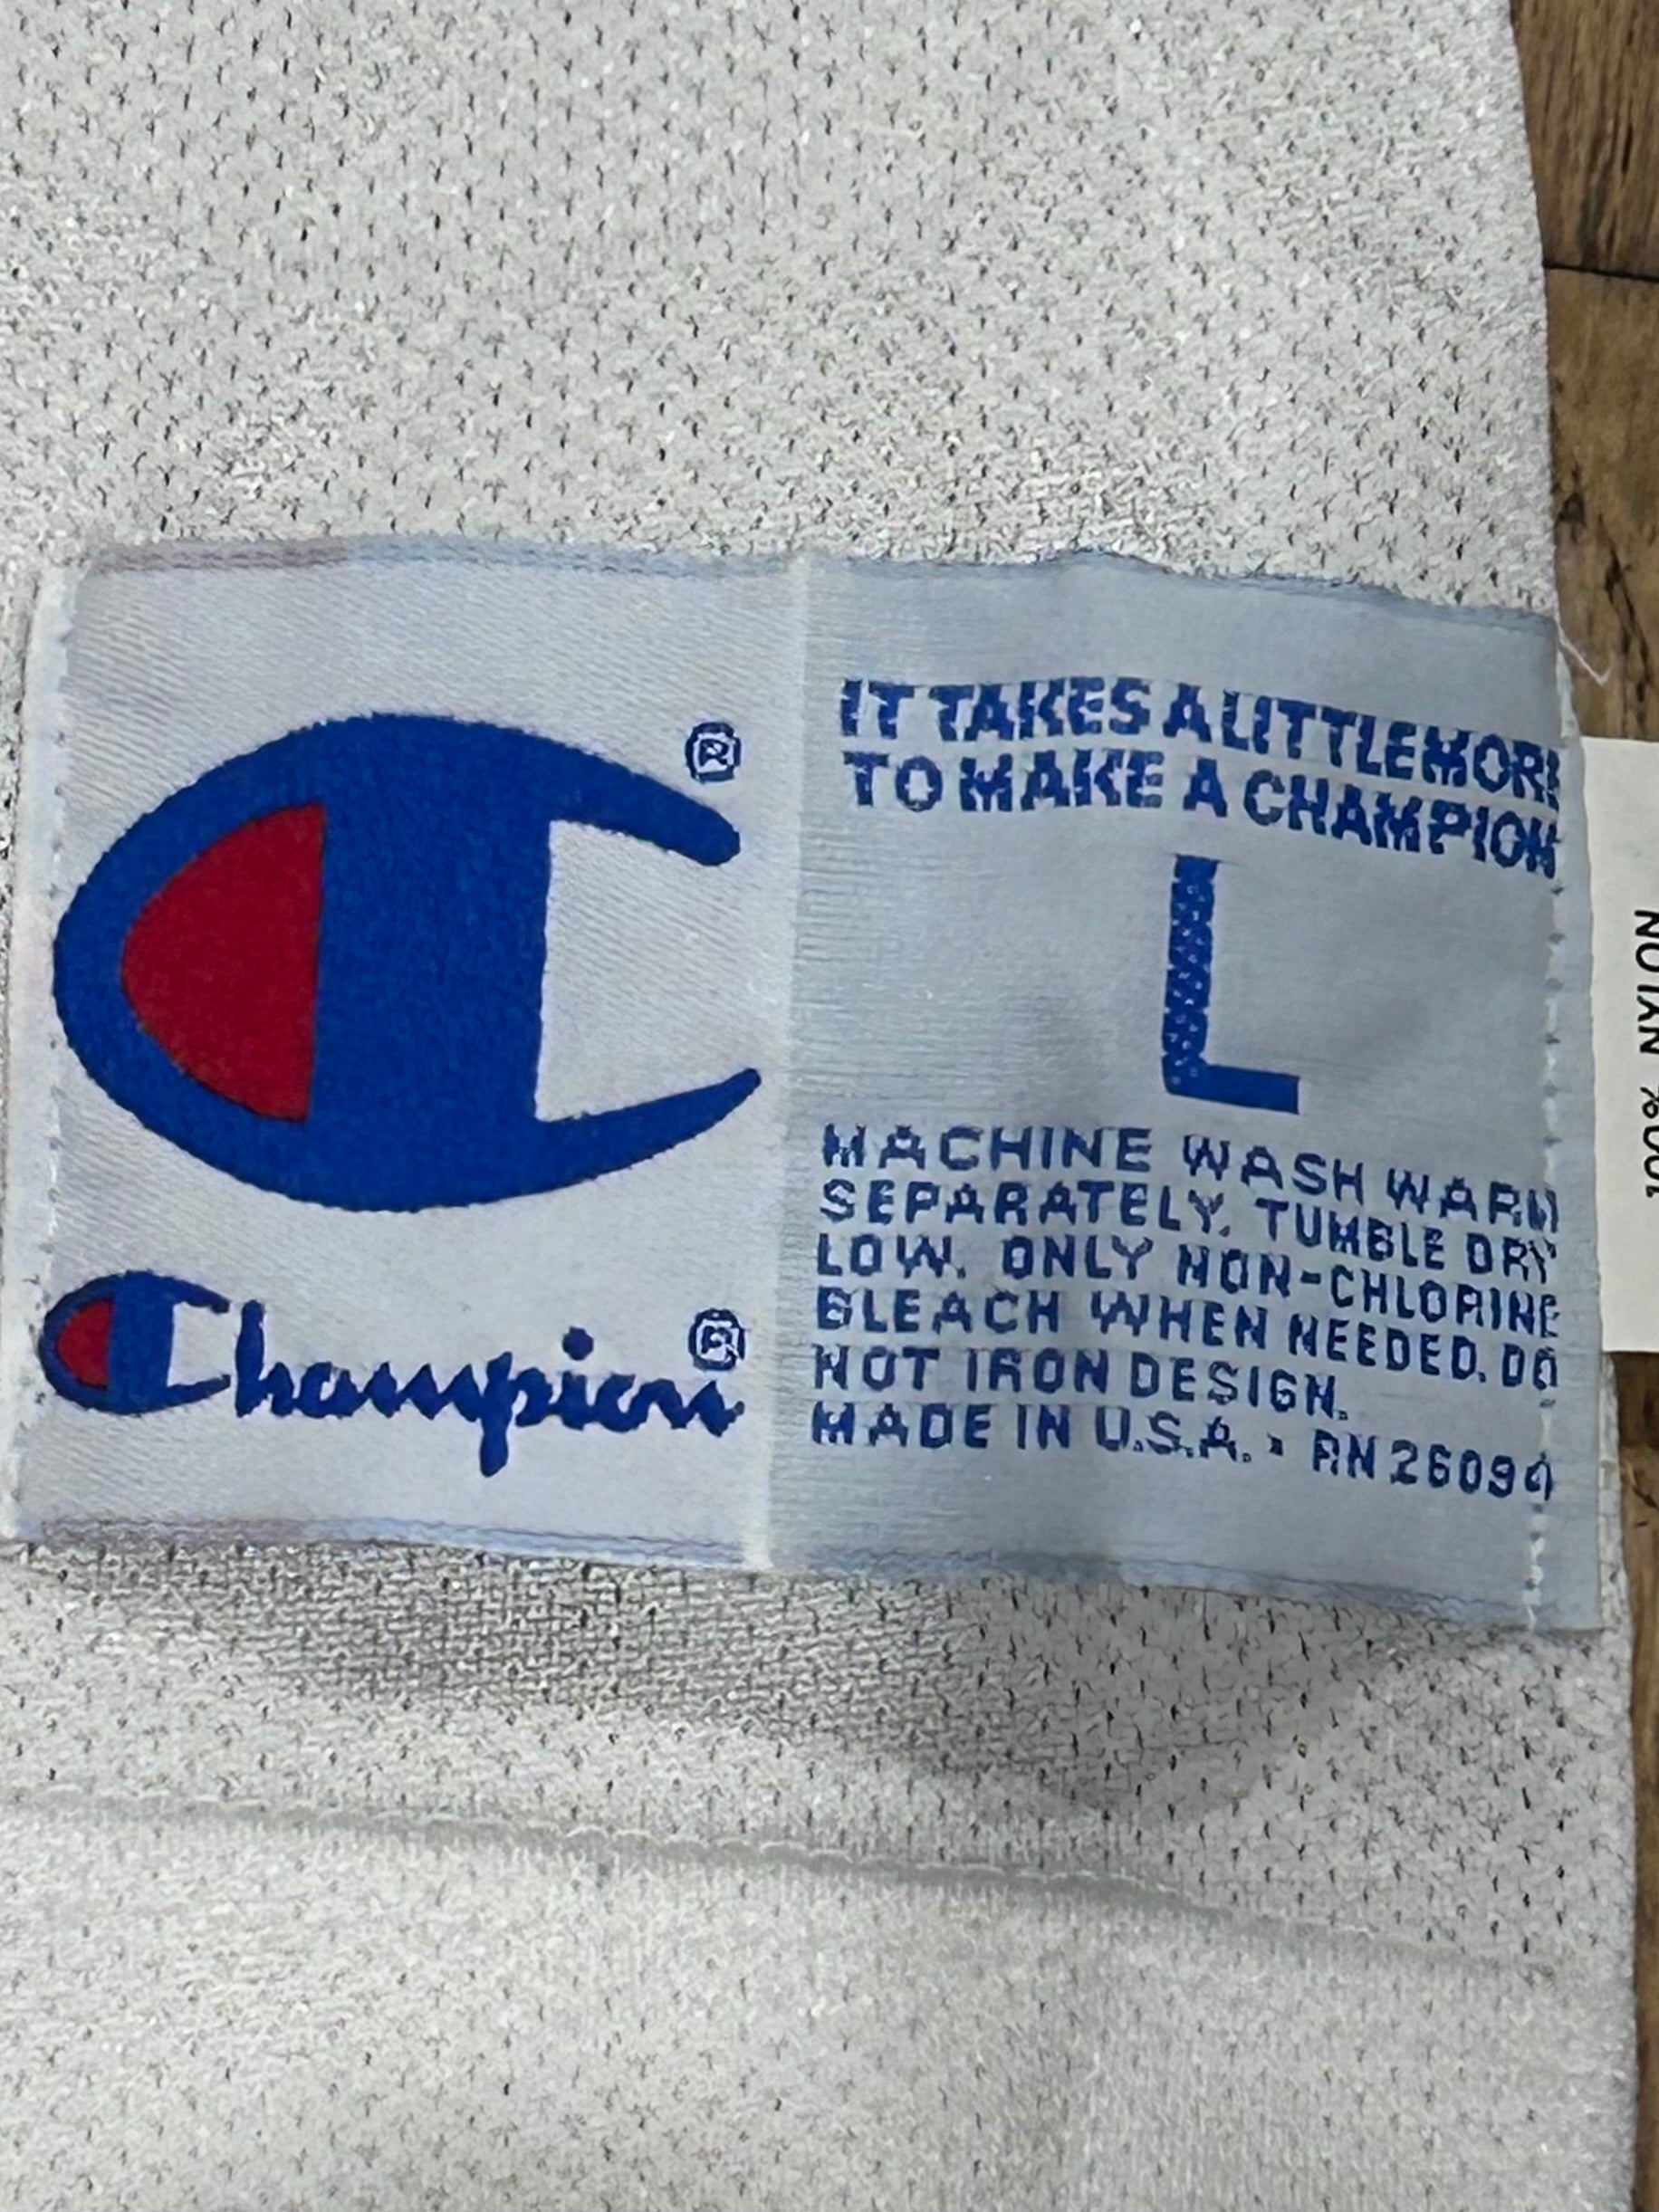 ®
Champion®
IT TAKES A LITTLE MORE
TO MAKE A CHAMPION
L
MACHINE WASH WARM
SEPARATELY. TUMBLE DRY
LOW. ONLY NON-CHLORINE
BLEACH WHEN NEEDED. DO
NOT IRON DESIGN.
MADE IN U.S.A. • RN 26094
100% NYLON